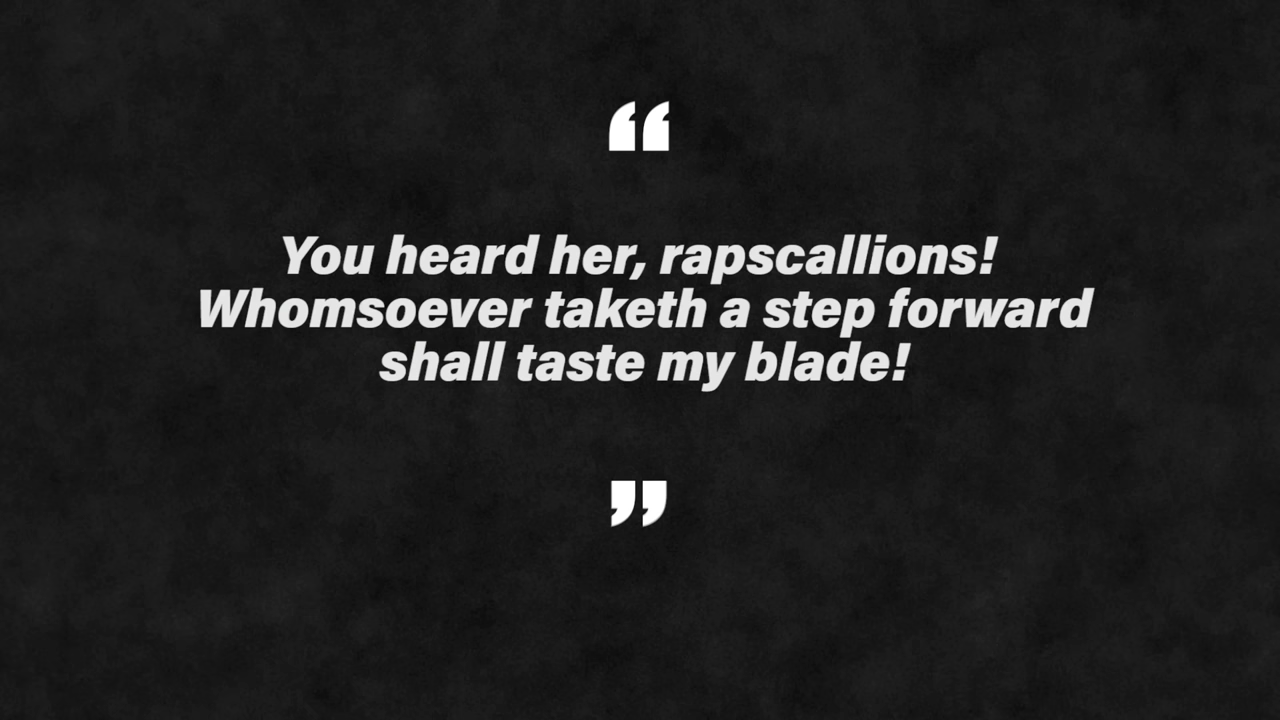 “
You heard her, rapscallions!
Whomsoever taketh a step forward
shall taste my blade!
”